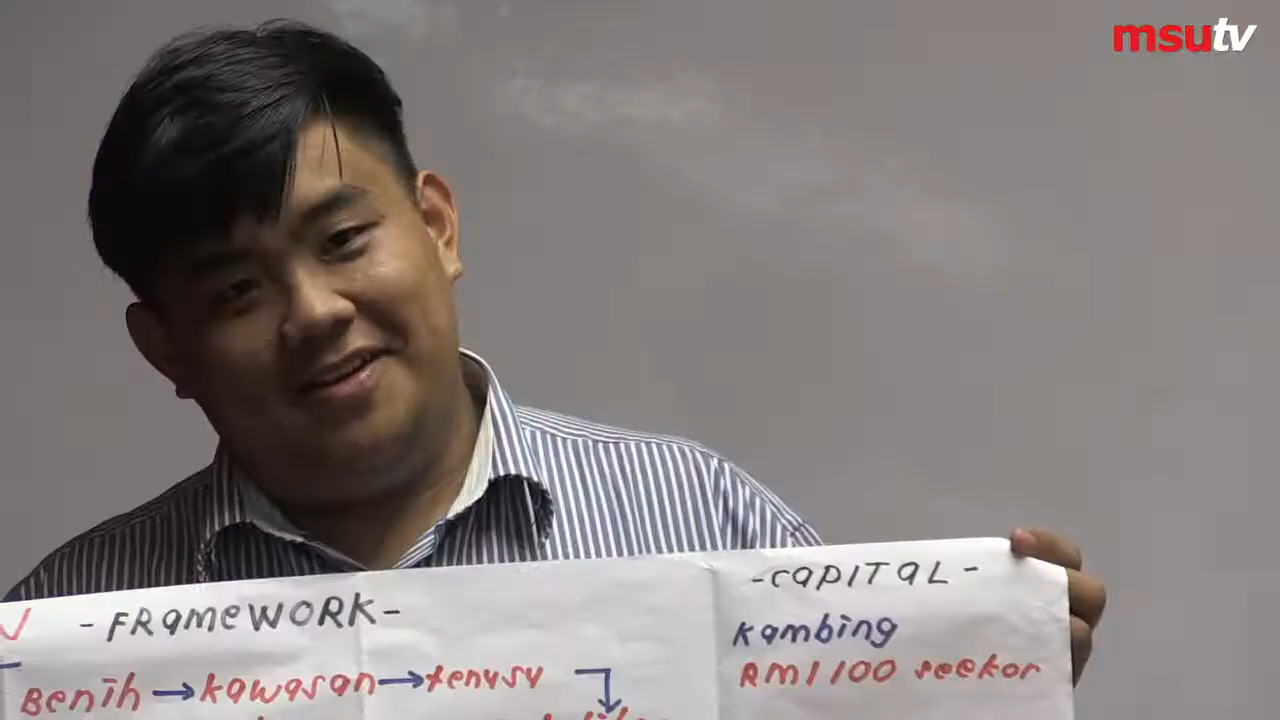 msutv
- FRAMEWORK -
- CAPITAL -
Kambing
Benih → kawasan → tenusu
RM1100 seekor